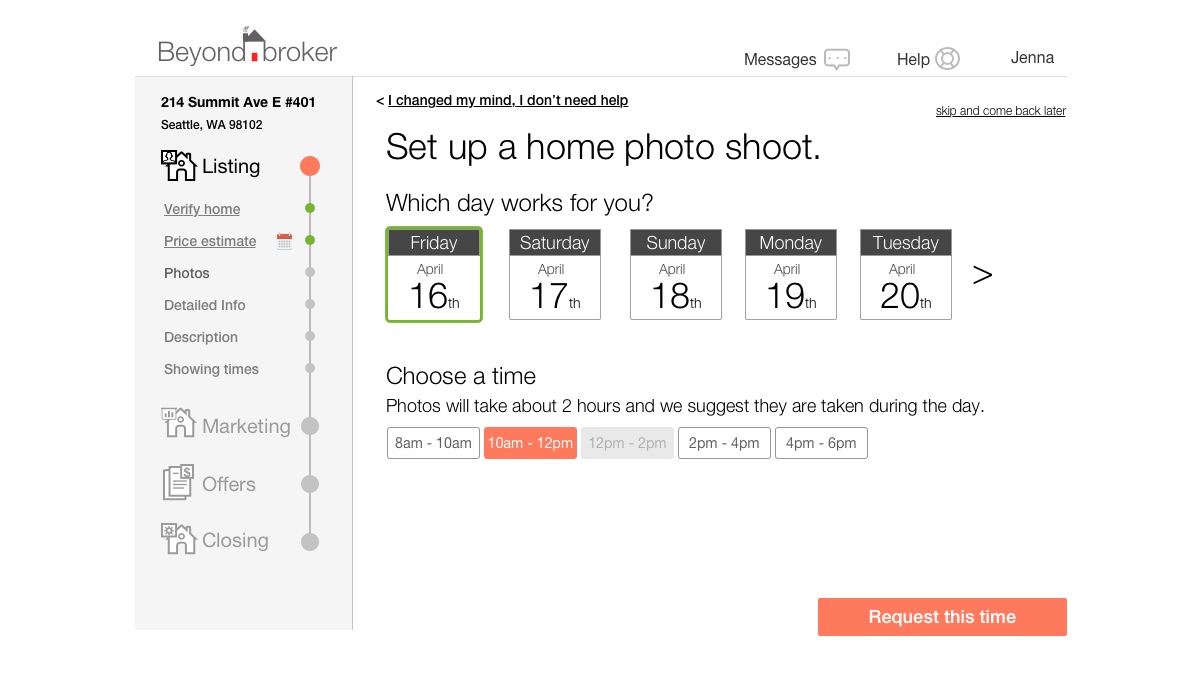 Beyond broker
Messages
Help
Jenna
214 Summit Ave E #401
Seattle, WA 98102
Listing
Verify home
Price estimate
Photos
Detailed Info
Description
Showing times
Marketing
Offers
Closing
< I changed my mind, I don’t need help
skip and come back later
Set up a home photo shoot.
Which day works for you?
Friday
April
16th
Saturday
April
17th
Sunday
April
18th
Monday
April
19th
Tuesday
April
20th
>
Choose a time
Photos will take about 2 hours and we suggest they are taken during the day.
8am - 10am
10am - 12pm
12pm - 2pm
2pm - 4pm
4pm - 6pm
Request this time